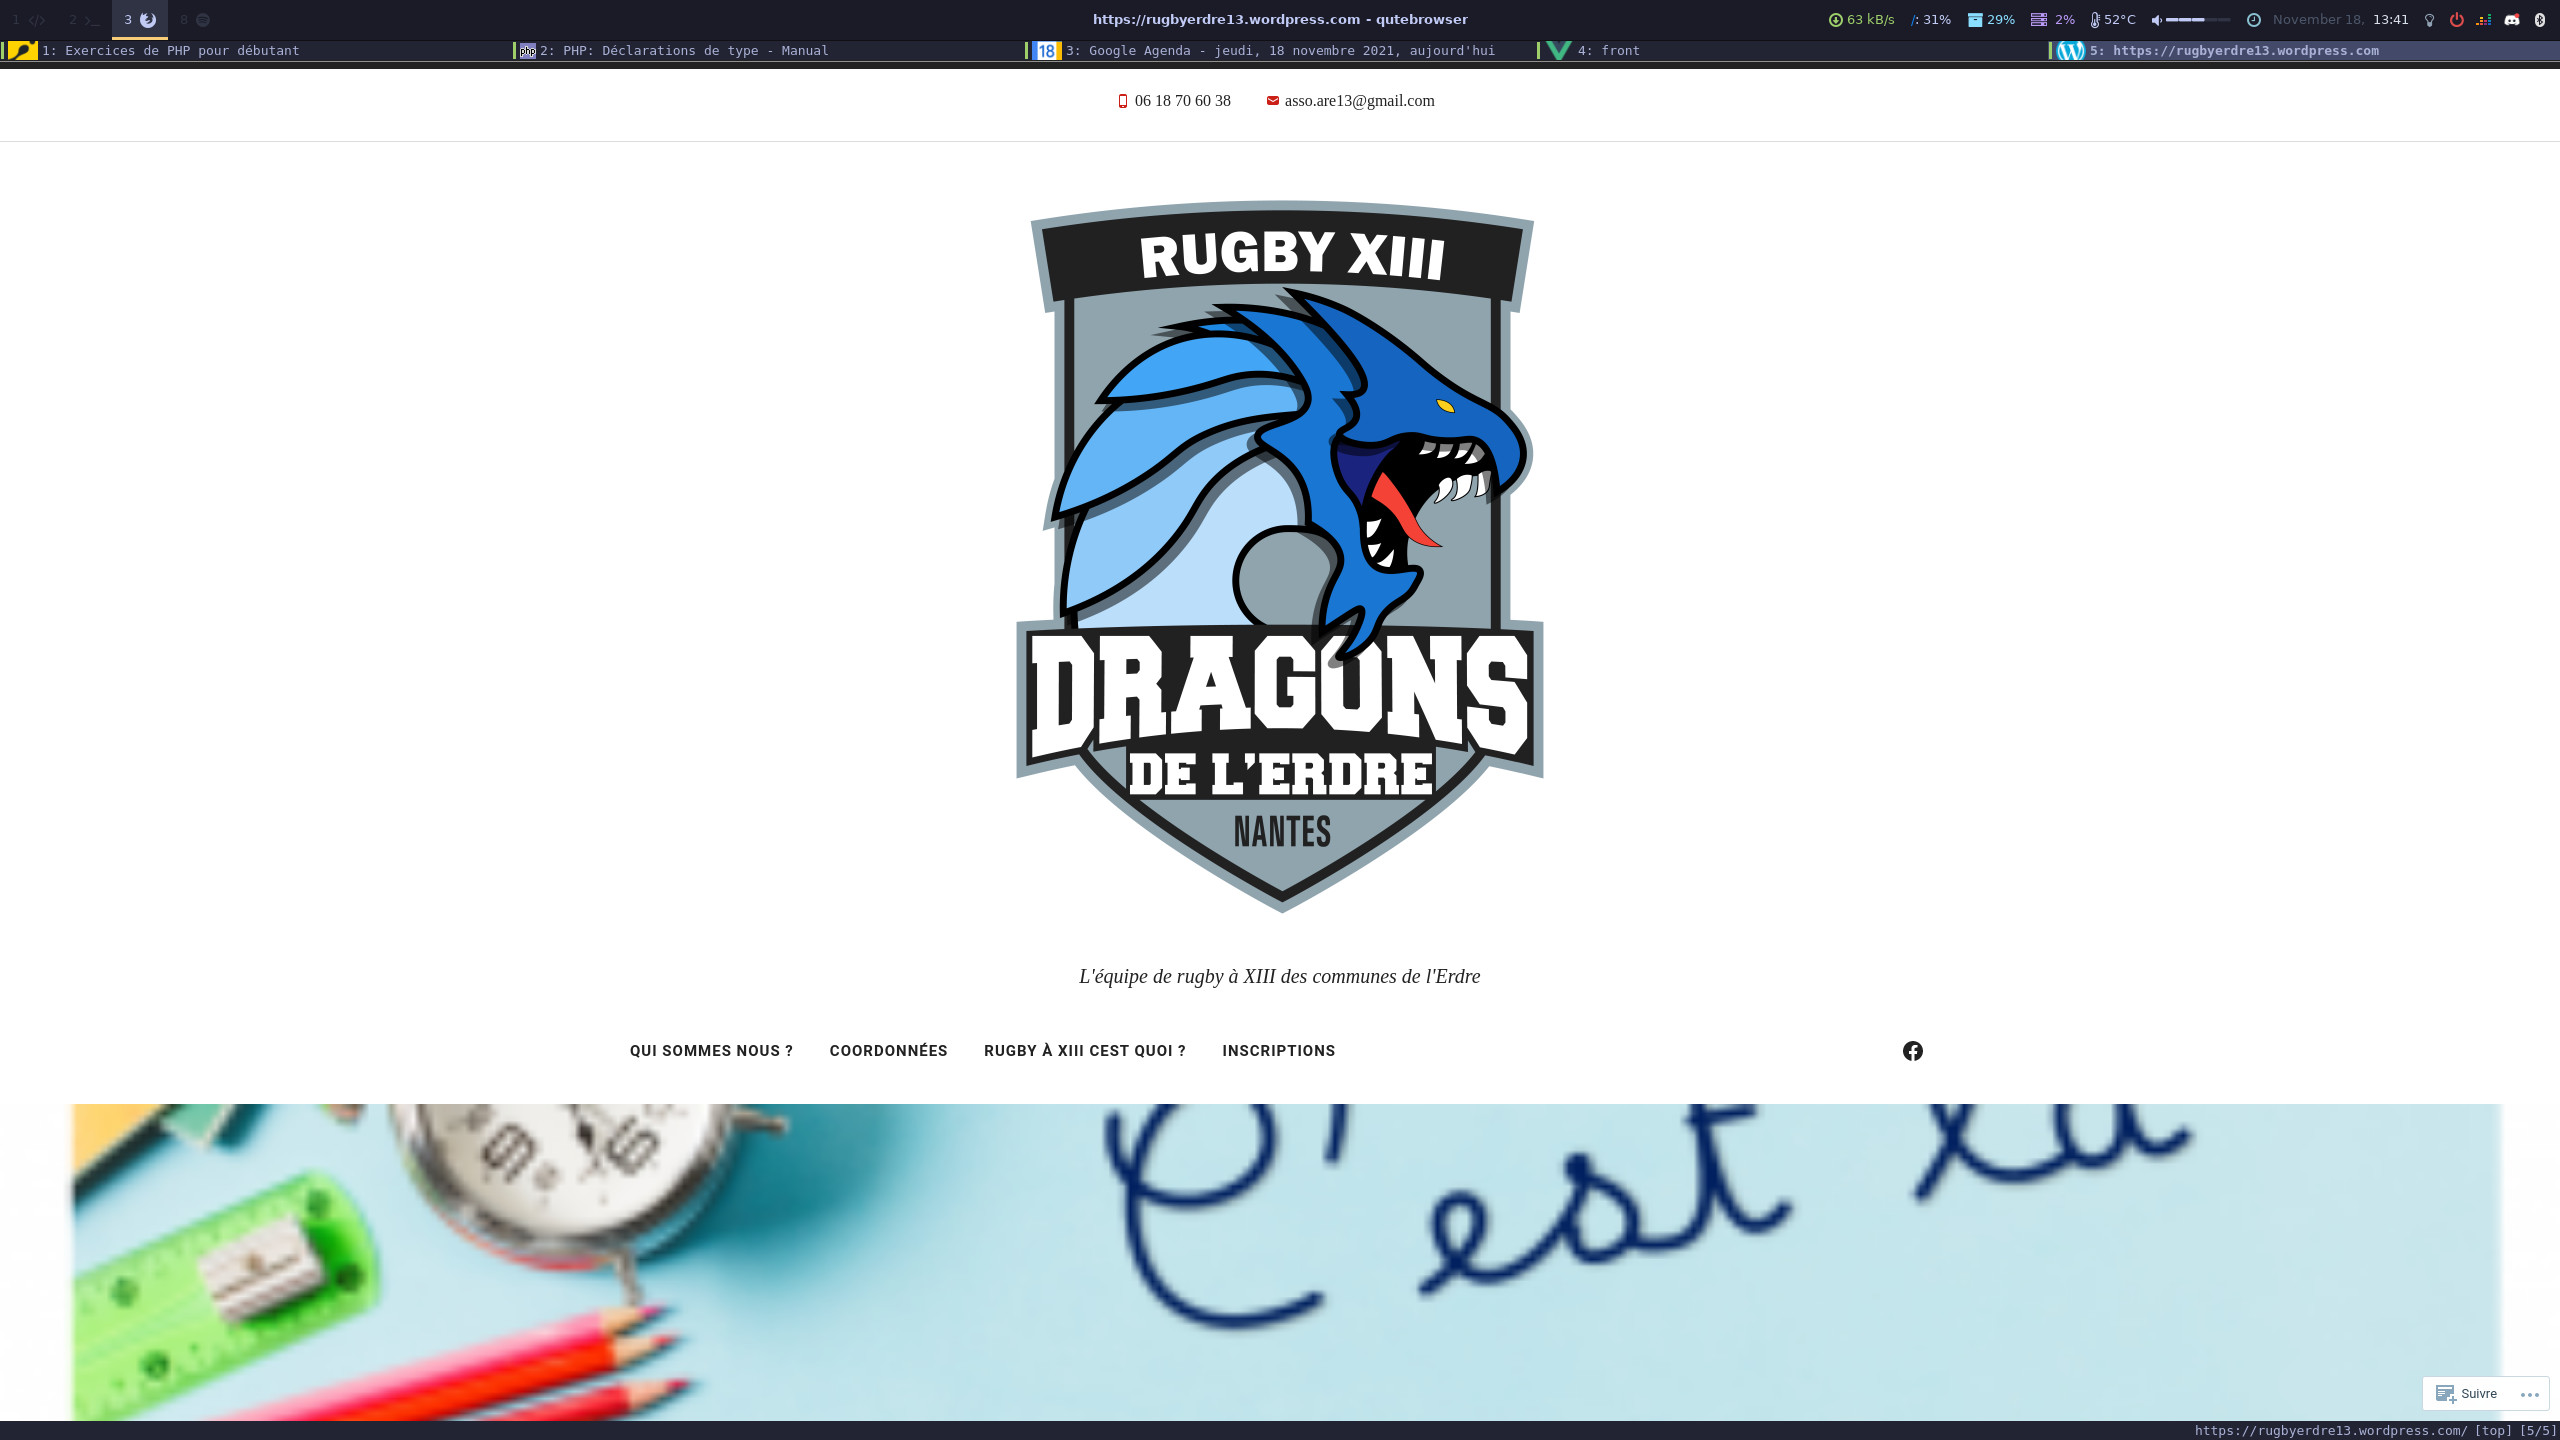 1 2 3 8
https://rugbyerdre13.wordpress.com - qutebrowser
63 kB/s /: 31% 29% 2% 52°C November 18, 13:41
1: Exercices de PHP pour débutant
php 2: PHP: Déclarations de type - Manual
18 3: Google Agenda - jeudi, 18 novembre 2021, aujourd'hui
4: front
5: https://rugbyerdre13.wordpress.com
06 18 70 60 38 asso.are13@gmail.com
RUGBY XIII
DRAGONS
DE L'ERDRE
NANTES
L'équipe de rugby à XIII des communes de l'Erdre
QUI SOMMES NOUS ? COORDONNÉES RUGBY À XIII CEST QUOI ? INSCRIPTIONS
C'est la
Suivre
https://rugbyerdre13.wordpress.com/ [top] [5/5]